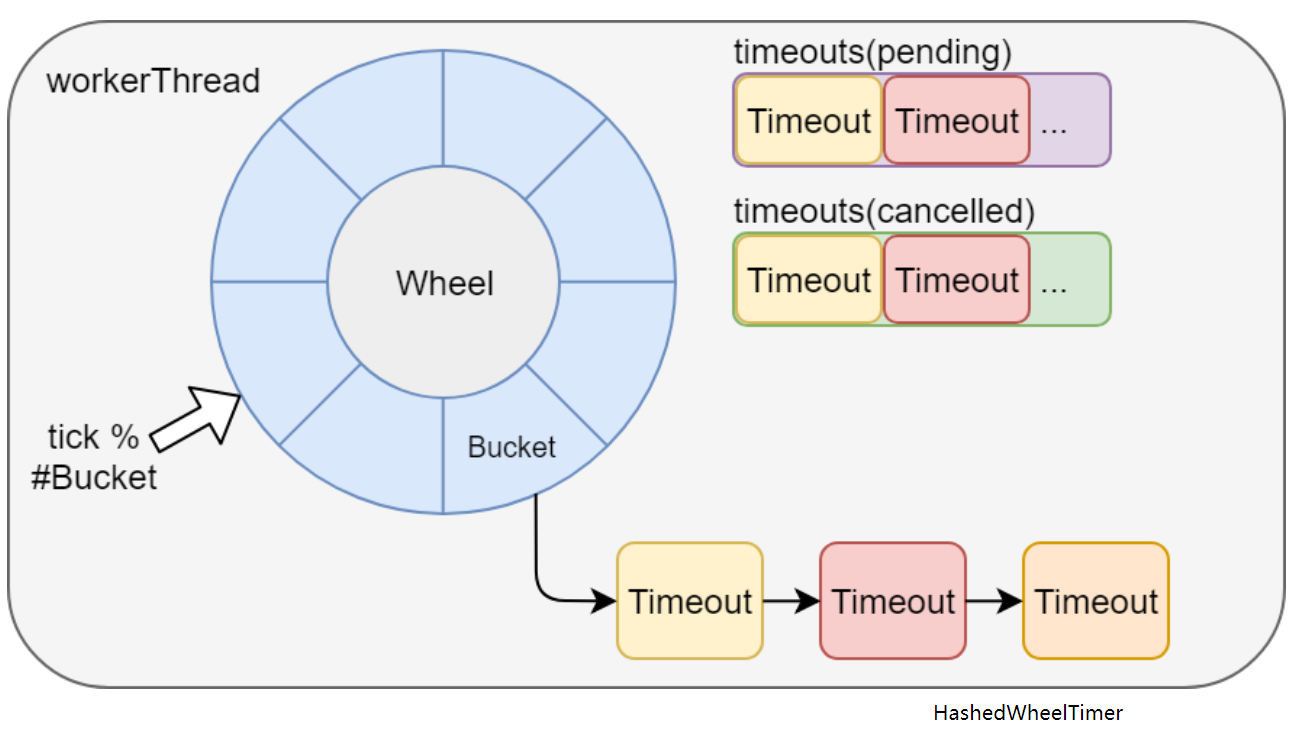 workerThread
timeouts(pending)
Timeout Timeout ...
timeouts(cancelled)
Timeout Timeout ...
Wheel
tick %
#Bucket
Bucket
Timeout Timeout Timeout
HashedWheelTimer